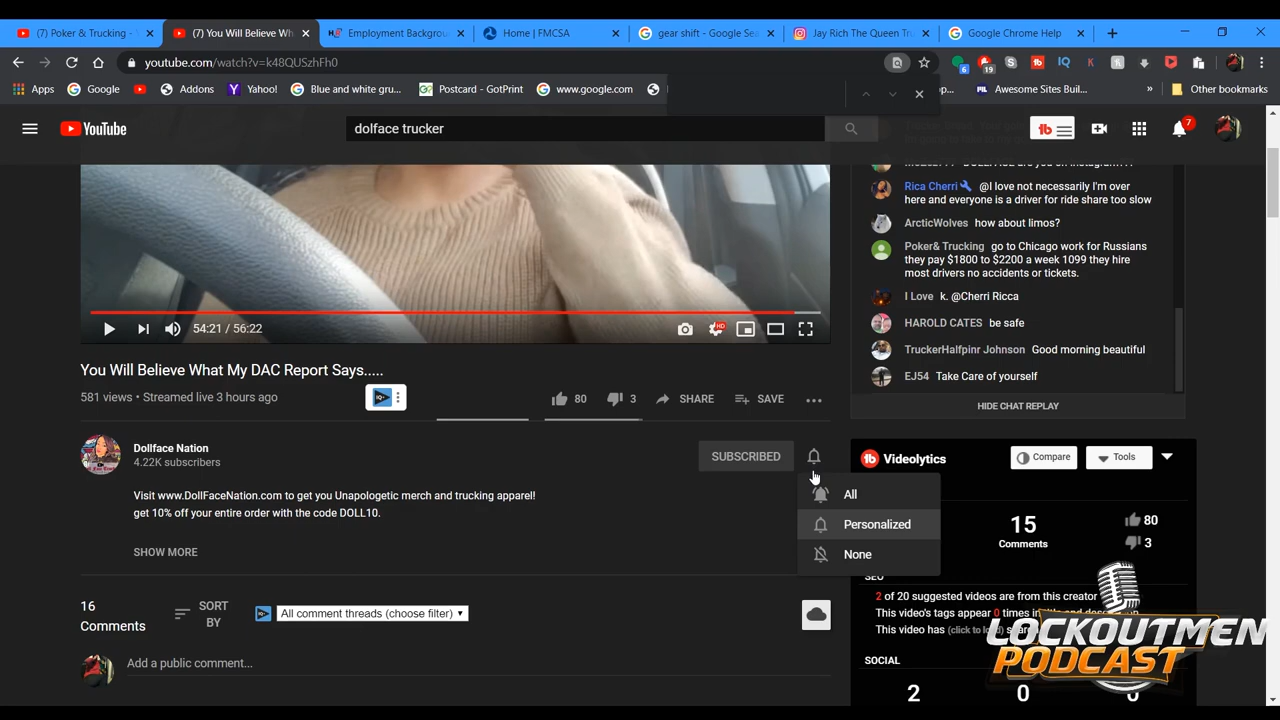 (7) Poker & Trucking -
(7) You Will Believe Wh
Employment Backgrou
Home | FMCSA
gear shift - Google Sea
Jay Rich The Queen Tru
Google Chrome Help
youtube.com/watch?v=k48QUSzhFh0
6
19
Apps
Google
Addons
Yahoo!
Blue and white gru...
Postcard - GotPrint
www.google.com
Awesome Sites Buil...
»
Other bookmarks
YouTube
dolface trucker
7
Rica Cherri @I love not necessarily I'm over
here and everyone is a driver for ride share too slow
ArcticWolves how about limos?
Poker& Trucking go to Chicago work for Russians
they pay $1800 to $2200 a week 1099 they hire
most drivers no accidents or tickets.
I Love k. @Cherri Ricca
HAROLD CATES be safe
TruckerHalfpinr Johnson Good morning beautiful
EJ54 Take Care of yourself
HIDE CHAT REPLAY
54:21 / 56:22
HD
You Will Believe What My DAC Report Says.....
581 views • Streamed live 3 hours ago
80
3
SHARE
SAVE
Dollface Nation
4.22K subscribers
SUBSCRIBED
All
Personalized
None
Visit www.DollFaceNation.com to get you Unapologetic merch and trucking apparel!
get 10% off your entire order with the code DOLL10.
SHOW MORE
16
Comments
SORT
BY
All comment threads (choose filter)
Add a public comment...
tb Videolytics
Compare
Tools
15
Comments
80
3
SEO
2 of 20 suggested videos are from this creator
This video's tags appear 0 times in
This video has (click to load)
SOCIAL
2
0
LOCKOUTMEN
PODCAST